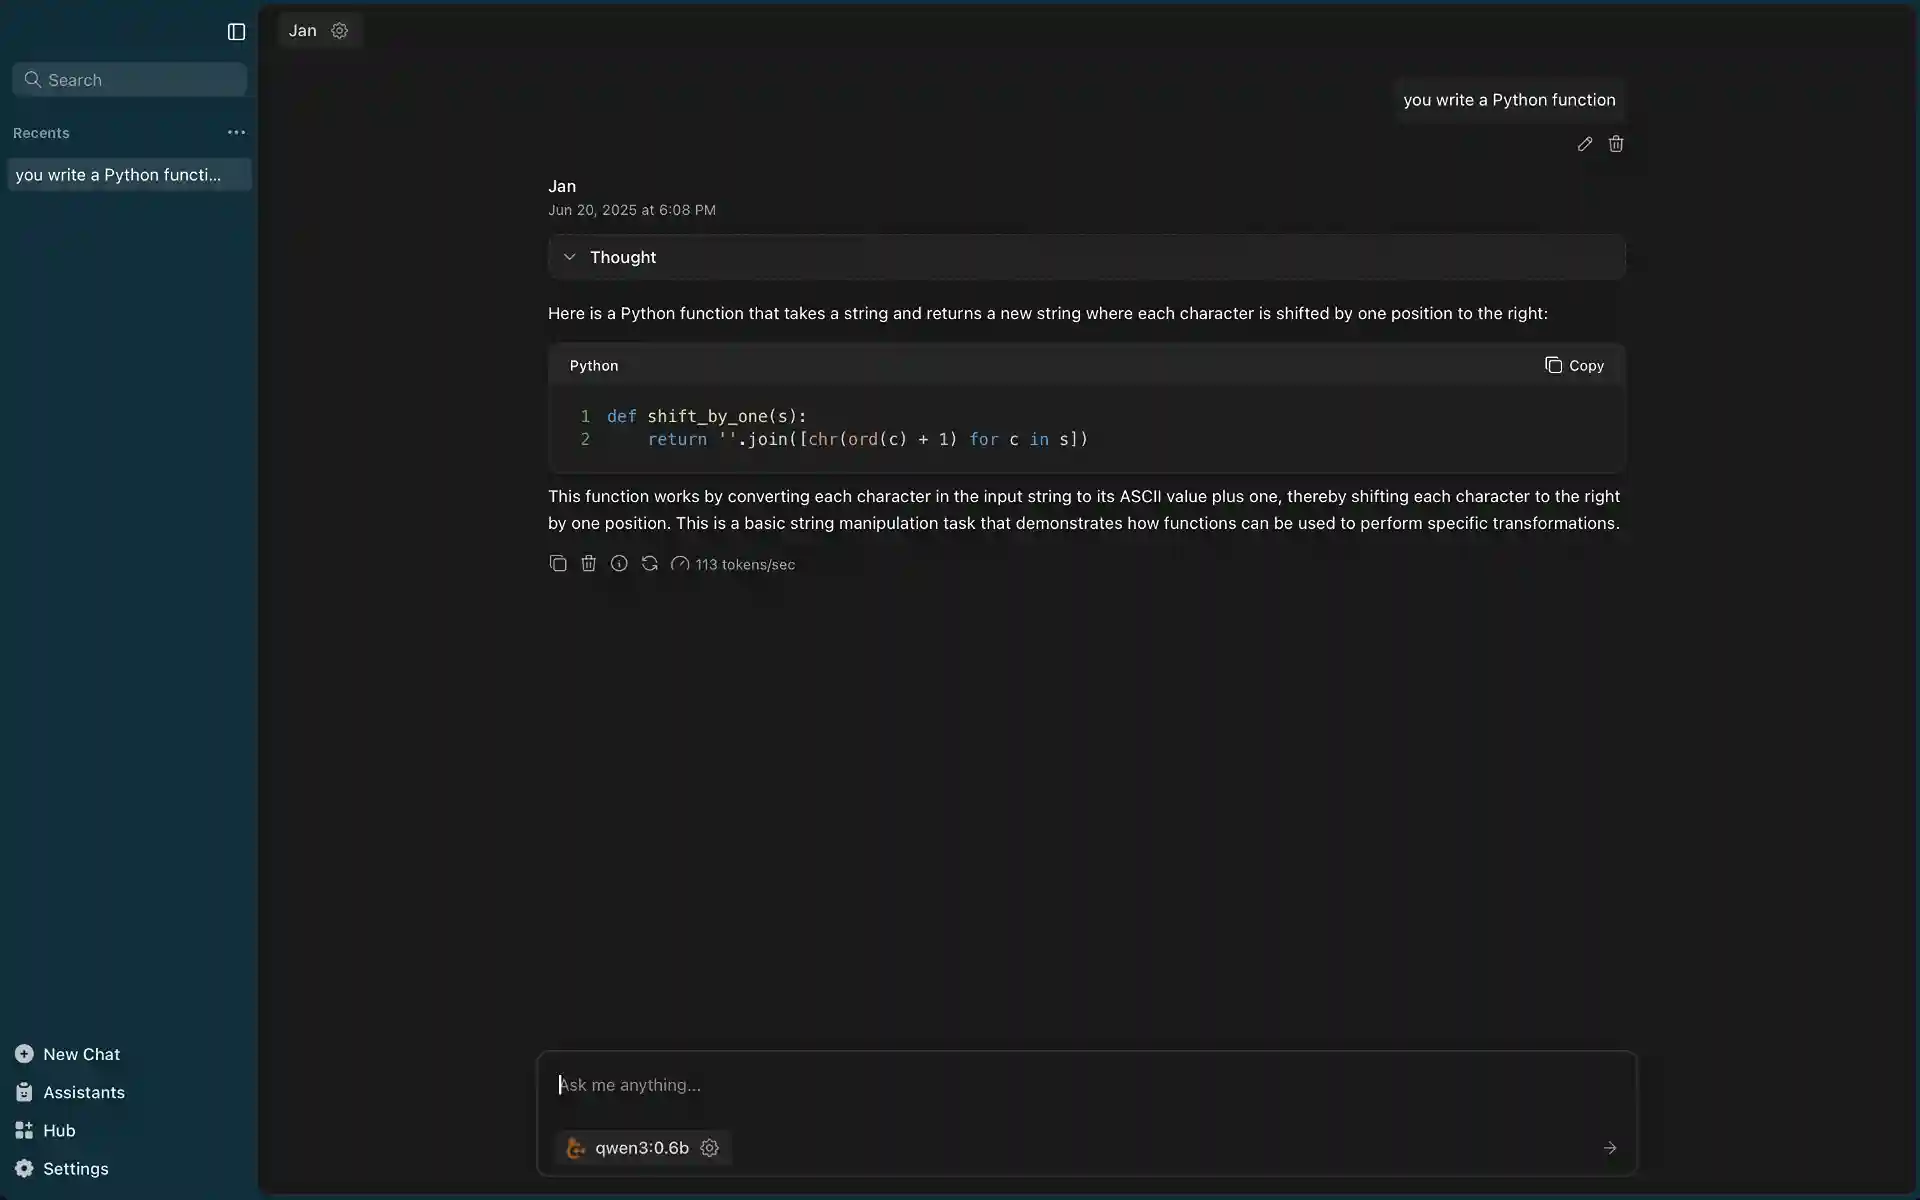 Jan
Search
Recents
you write a Python functi...
New Chat
Assistants
Hub
Settings
you write a Python function
Jan
Jun 20, 2025 at 6:08 PM
Thought
Here is a Python function that takes a string and returns a new string where each character is shifted by one position to the right:
Python
Copy
1 def shift_by_one(s):
2     return ''.join([chr(ord(c) + 1) for c in s])
This function works by converting each character in the input string to its ASCII value plus one, thereby shifting each character to the right
by one position. This is a basic string manipulation task that demonstrates how functions can be used to perform specific transformations.
113 tokens/sec
Ask me anything...
qwen3:0.6b